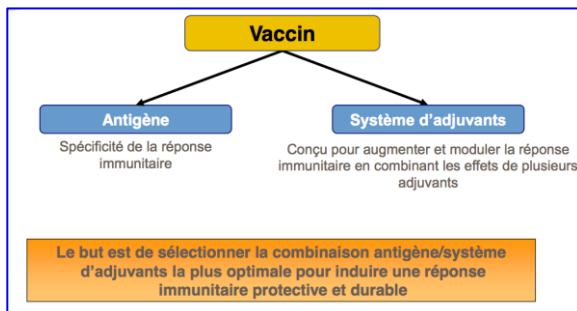 Vaccin
Antigène
Spécificité de la réponse
immunitaire
Système d'adjuvants
Conçu pour augmenter et moduler la réponse
immunitaire en combinant les effets de plusieurs
adjuvants
Le but est de sélectionner la combinaison antigène/système
d'adjuvants la plus optimale pour induire une réponse
immunitaire protective et durable